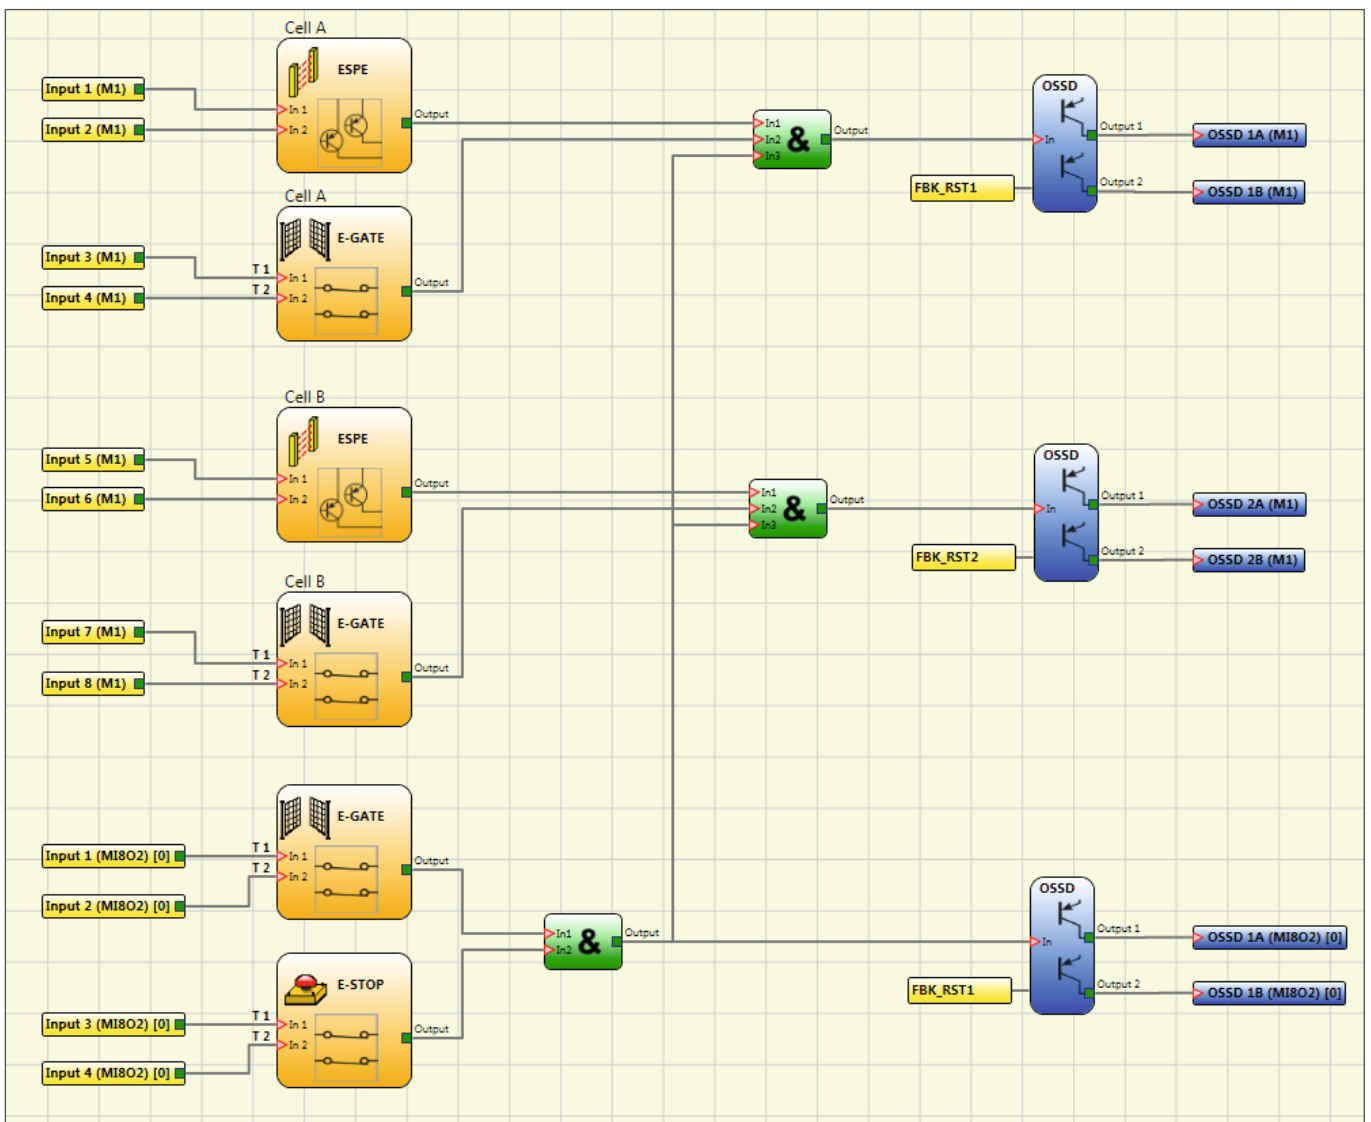 Cell A
ESPE
Input 1 (M1)
In 1
Input 2 (M1)
In 2
Output
In1
In2
In3
&
Output
OSSD
In
Output 1
OSSD 1A (M1)
FBK_RST1
Output 2
OSSD 1B (M1)
Cell A
E-GATE
Input 3 (M1)
T 1
In 1
Input 4 (M1)
T 2
In 2
Output
Cell B
ESPE
Input 5 (M1)
In 1
Input 6 (M1)
In 2
Output
In1
In2
In3
&
Output
OSSD
In
Output 1
OSSD 2A (M1)
FBK_RST2
Output 2
OSSD 2B (M1)
Cell B
E-GATE
Input 7 (M1)
T 1
In 1
Input 8 (M1)
T 2
In 2
Output
E-GATE
Input 1 (MI8O2) [0]
T 1
In 1
Input 2 (MI8O2) [0]
T 2
In 2
Output
In1
In2
&
Output
OSSD
In
Output 1
OSSD 1A (MI8O2) [0]
FBK_RST1
Output 2
OSSD 1B (MI8O2) [0]
E-STOP
Input 3 (MI8O2) [0]
T 1
In 1
Input 4 (MI8O2) [0]
T 2
In 2
Output